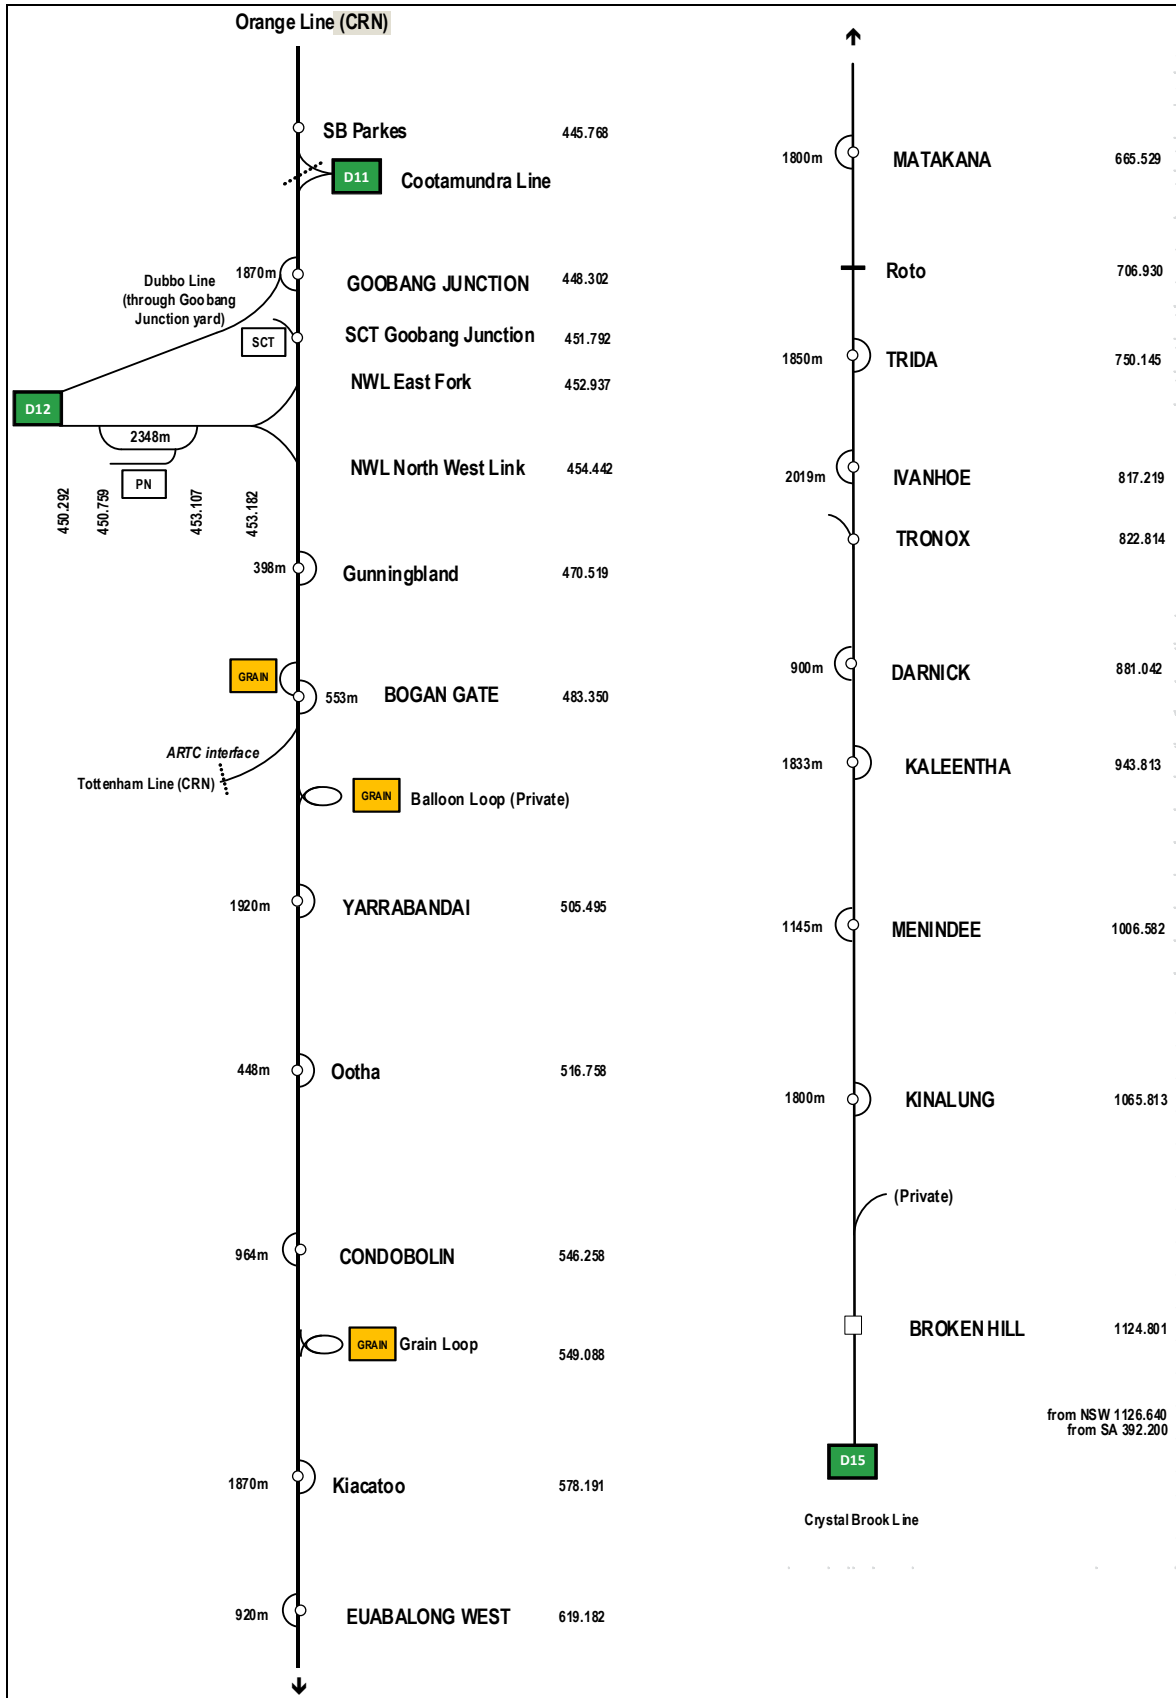 Orange Line (CRN)
SB Parkes 445.768
D11
Cootamundra Line
Dubbo Line
(through Goobang
Junction yard)
1870m
GOOBANG JUNCTION 448.302
SCT
SCT Goobang Junction 451.792
NWL East Fork 452.937
D12
2348m
NWL North West Link 454.442
PN
450.292
450.759
453.107
453.182
398m Gunningbland 470.519
GRAIN
553m BOGAN GATE 483.350
ARTC interface
Tottenham Line (CRN)
GRAIN Balloon Loop (Private)
1920m YARRABANDAI 505.495
448m Ootha 516.758
964m CONDOBOLIN 546.258
GRAIN Grain Loop 549.088
1870m Kiacatoo 578.191
920m EUABALONG WEST 619.182
1800m MATAKANA 665.529
Roto 706.930
1850m TRIDA 750.145
2019m IVANHOE 817.219
TRONOX 822.814
900m DARNICK 881.042
1833m KALEENTHA 943.813
1145m MENINDEE 1006.582
1800m KINALUNG 1065.813
(Private)
BROKEN HILL 1124.801
from NSW 1126.640
from SA 392.200
D15
Crystal Brook Line